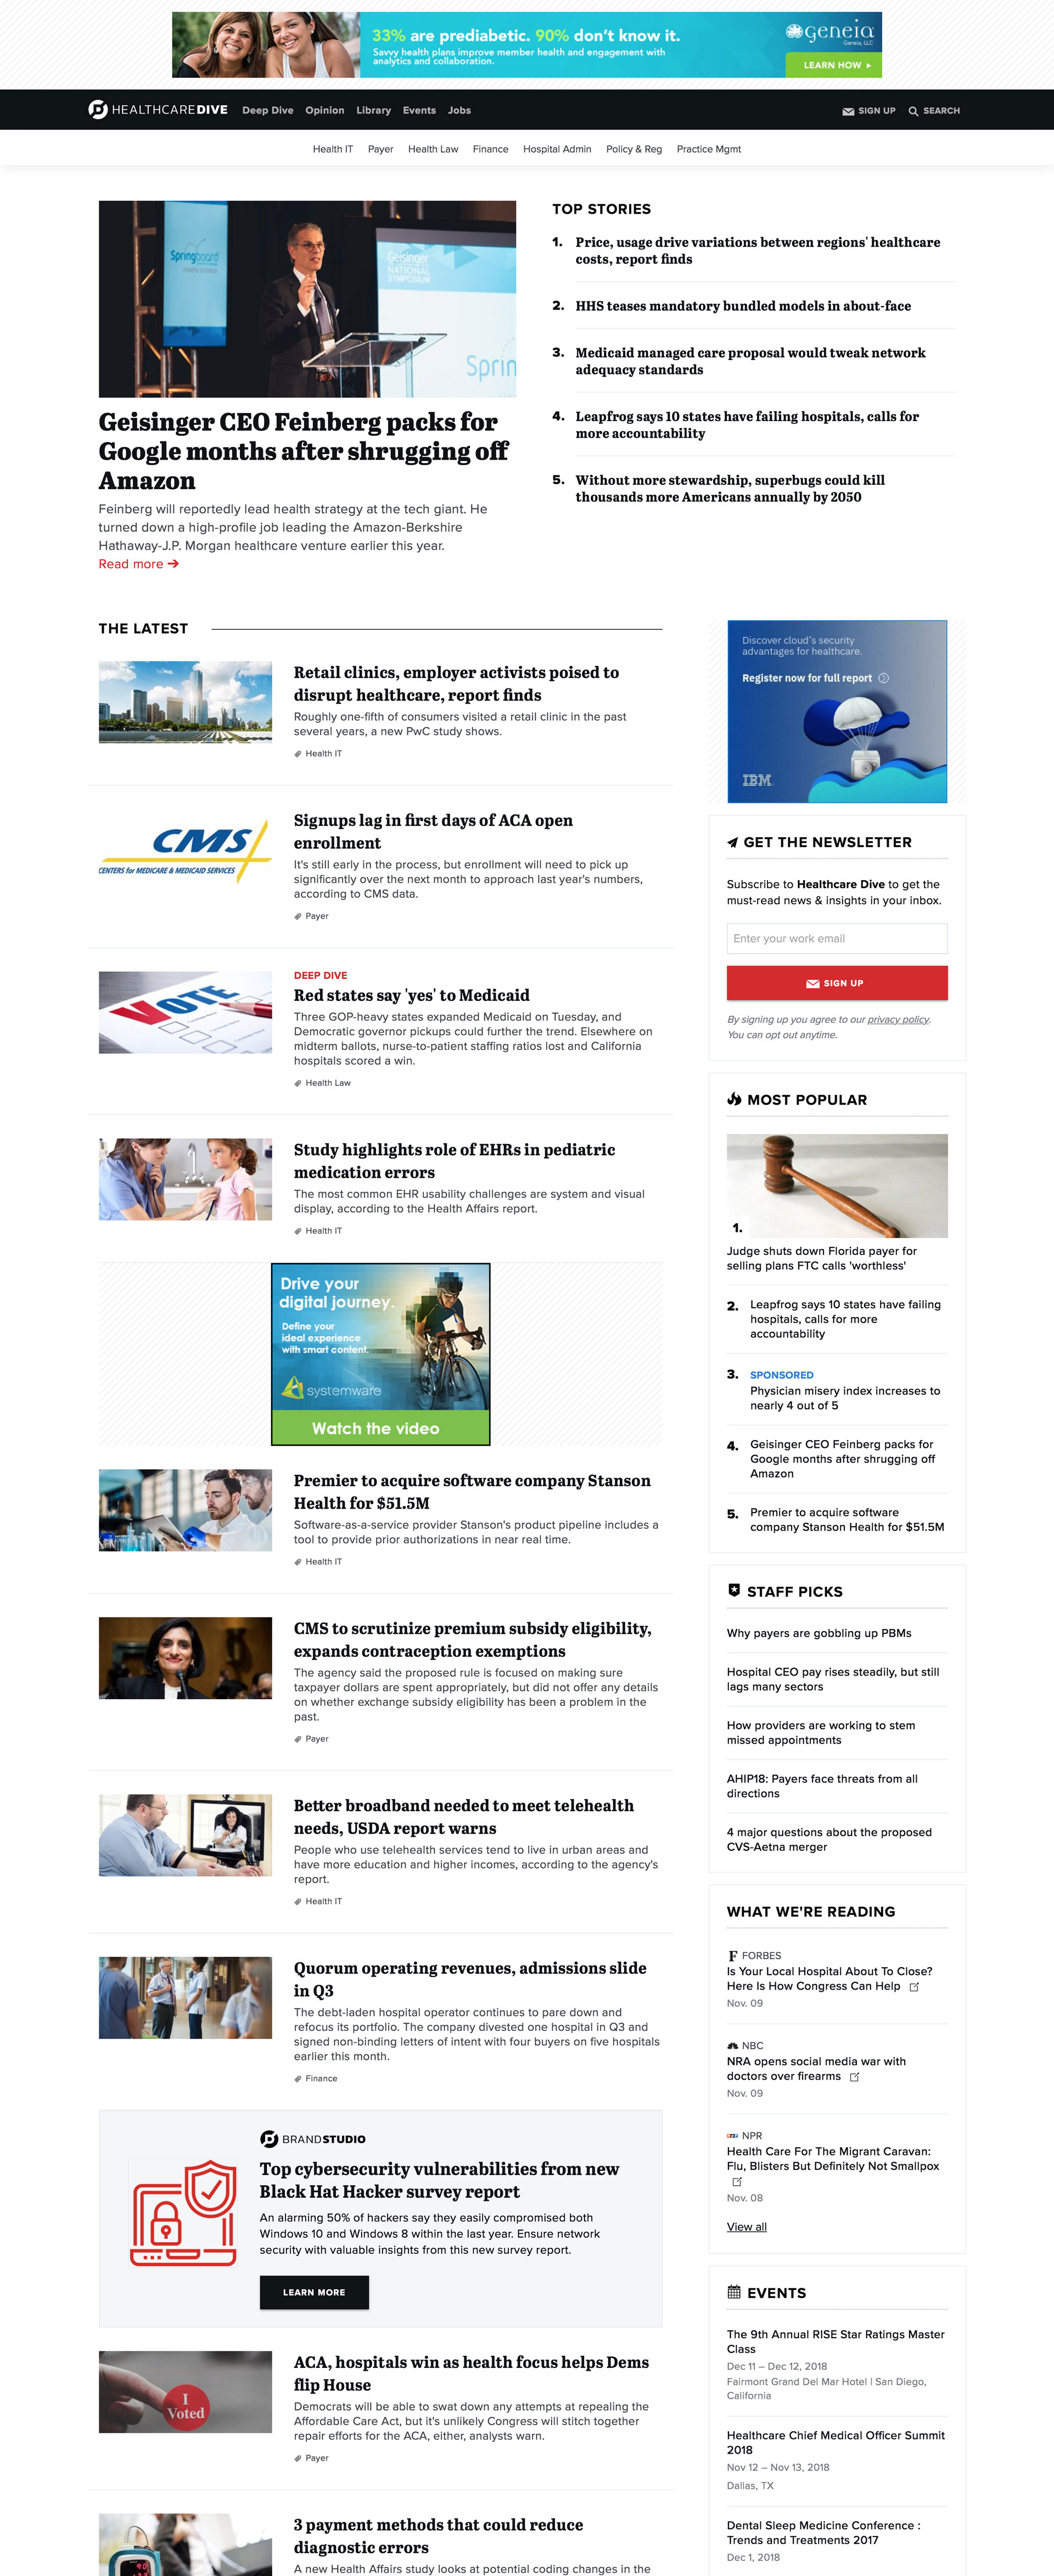 33% are prediabetic. 90% don't know it.
Savvy health plans improve member health and engagement with
analytics and collaboration.
geneia
Geneia, LLC
LEARN HOW ▸
HEALTHCAREDIVE
Deep Dive
Opinion
Library
Events
Jobs
SIGN UP
SEARCH
Health IT
Payer
Health Law
Finance
Hospital Admin
Policy & Reg
Practice Mgmt
Springboard
Geisinger
NATIONAL
SYMPOSIUM
Sprin
Geisinger CEO Feinberg packs for
Google months after shrugging off
Amazon
Feinberg will reportedly lead health strategy at the tech giant. He
turned down a high-profile job leading the Amazon-Berkshire
Hathaway-J.P. Morgan healthcare venture earlier this year.
Read more ➔
TOP STORIES
1. Price, usage drive variations between regions' healthcare
costs, report finds
2. HHS teases mandatory bundled models in about-face
3. Medicaid managed care proposal would tweak network
adequacy standards
4. Leapfrog says 10 states have failing hospitals, calls for
more accountability
5. Without more stewardship, superbugs could kill
thousands more Americans annually by 2050
THE LATEST
Retail clinics, employer activists poised to
disrupt healthcare, report finds
Roughly one-fifth of consumers visited a retail clinic in the past
several years, a new PwC study shows.
Health IT
CMS
CENTERS for MEDICARE & MEDICAID SERVICES
Signups lag in first days of ACA open
enrollment
It's still early in the process, but enrollment will need to pick up
significantly over the next month to approach last year's numbers,
according to CMS data.
Payer
VOTE
DEEP DIVE
Red states say 'yes' to Medicaid
Three GOP-heavy states expanded Medicaid on Tuesday, and
Democratic governor pickups could further the trend. Elsewhere on
midterm ballots, nurse-to-patient staffing ratios lost and California
hospitals scored a win.
Health Law
Study highlights role of EHRs in pediatric
medication errors
The most common EHR usability challenges are system and visual
display, according to the Health Affairs report.
Health IT
Drive your
digital journey.
Define your
ideal experience
with smart content.
systemware
Watch the video
Premier to acquire software company Stanson
Health for $51.5M
Software-as-a-service provider Stanson's product pipeline includes a
tool to provide prior authorizations in near real time.
Health IT
CMS to scrutinize premium subsidy eligibility,
expands contraception exemptions
The agency said the proposed rule is focused on making sure
taxpayer dollars are spent appropriately, but did not offer any details
on whether exchange subsidy eligibility has been a problem in the
past.
Payer
Better broadband needed to meet telehealth
needs, USDA report warns
People who use telehealth services tend to live in urban areas and
have more education and higher incomes, according to the agency's
report.
Health IT
Quorum operating revenues, admissions slide
in Q3
The debt-laden hospital operator continues to pare down and
refocus its portfolio. The company divested one hospital in Q3 and
signed non-binding letters of intent with four buyers on five hospitals
earlier this month.
Finance
BRANDSTUDIO
Top cybersecurity vulnerabilities from new
Black Hat Hacker survey report
An alarming 50% of hackers say they easily compromised both
Windows 10 and Windows 8 within the last year. Ensure network
security with valuable insights from this new survey report.
LEARN MORE
I
Voted
ACA, hospitals win as health focus helps Dems
flip House
Democrats will be able to swat down any attempts at repealing the
Affordable Care Act, but it's unlikely Congress will stitch together
repair efforts for the ACA, either, analysts warn.
Payer
3 payment methods that could reduce
diagnostic errors
A new Health Affairs study looks at potential coding changes in the
Discover cloud's security
advantages for healthcare.
Register now for full report
IBM
GET THE NEWSLETTER
Subscribe to Healthcare Dive to get the
must-read news & insights in your inbox.
Enter your work email
SIGN UP
By signing up you agree to our privacy policy.
You can opt out anytime.
MOST POPULAR
1.
Judge shuts down Florida payer for
selling plans FTC calls 'worthless'
2. Leapfrog says 10 states have failing
hospitals, calls for more
accountability
3. SPONSORED
Physician misery index increases to
nearly 4 out of 5
4. Geisinger CEO Feinberg packs for
Google months after shrugging off
Amazon
5. Premier to acquire software
company Stanson Health for $51.5M
STAFF PICKS
Why payers are gobbling up PBMs
Hospital CEO pay rises steadily, but still
lags many sectors
How providers are working to stem
missed appointments
AHIP18: Payers face threats from all
directions
4 major questions about the proposed
CVS-Aetna merger
WHAT WE'RE READING
FORBES
Is Your Local Hospital About To Close?
Here Is How Congress Can Help
Nov. 09
NBC
NRA opens social media war with
doctors over firearms
Nov. 09
NPR
Health Care For The Migrant Caravan:
Flu, Blisters But Definitely Not Smallpox
Nov. 08
View all
EVENTS
The 9th Annual RISE Star Ratings Master
Class
Dec 11 – Dec 12, 2018
Fairmont Grand Del Mar Hotel | San Diego,
California
Healthcare Chief Medical Officer Summit
2018
Nov 12 – Nov 13, 2018
Dallas, TX
Dental Sleep Medicine Conference :
Trends and Treatments 2017
Dec 1, 2018